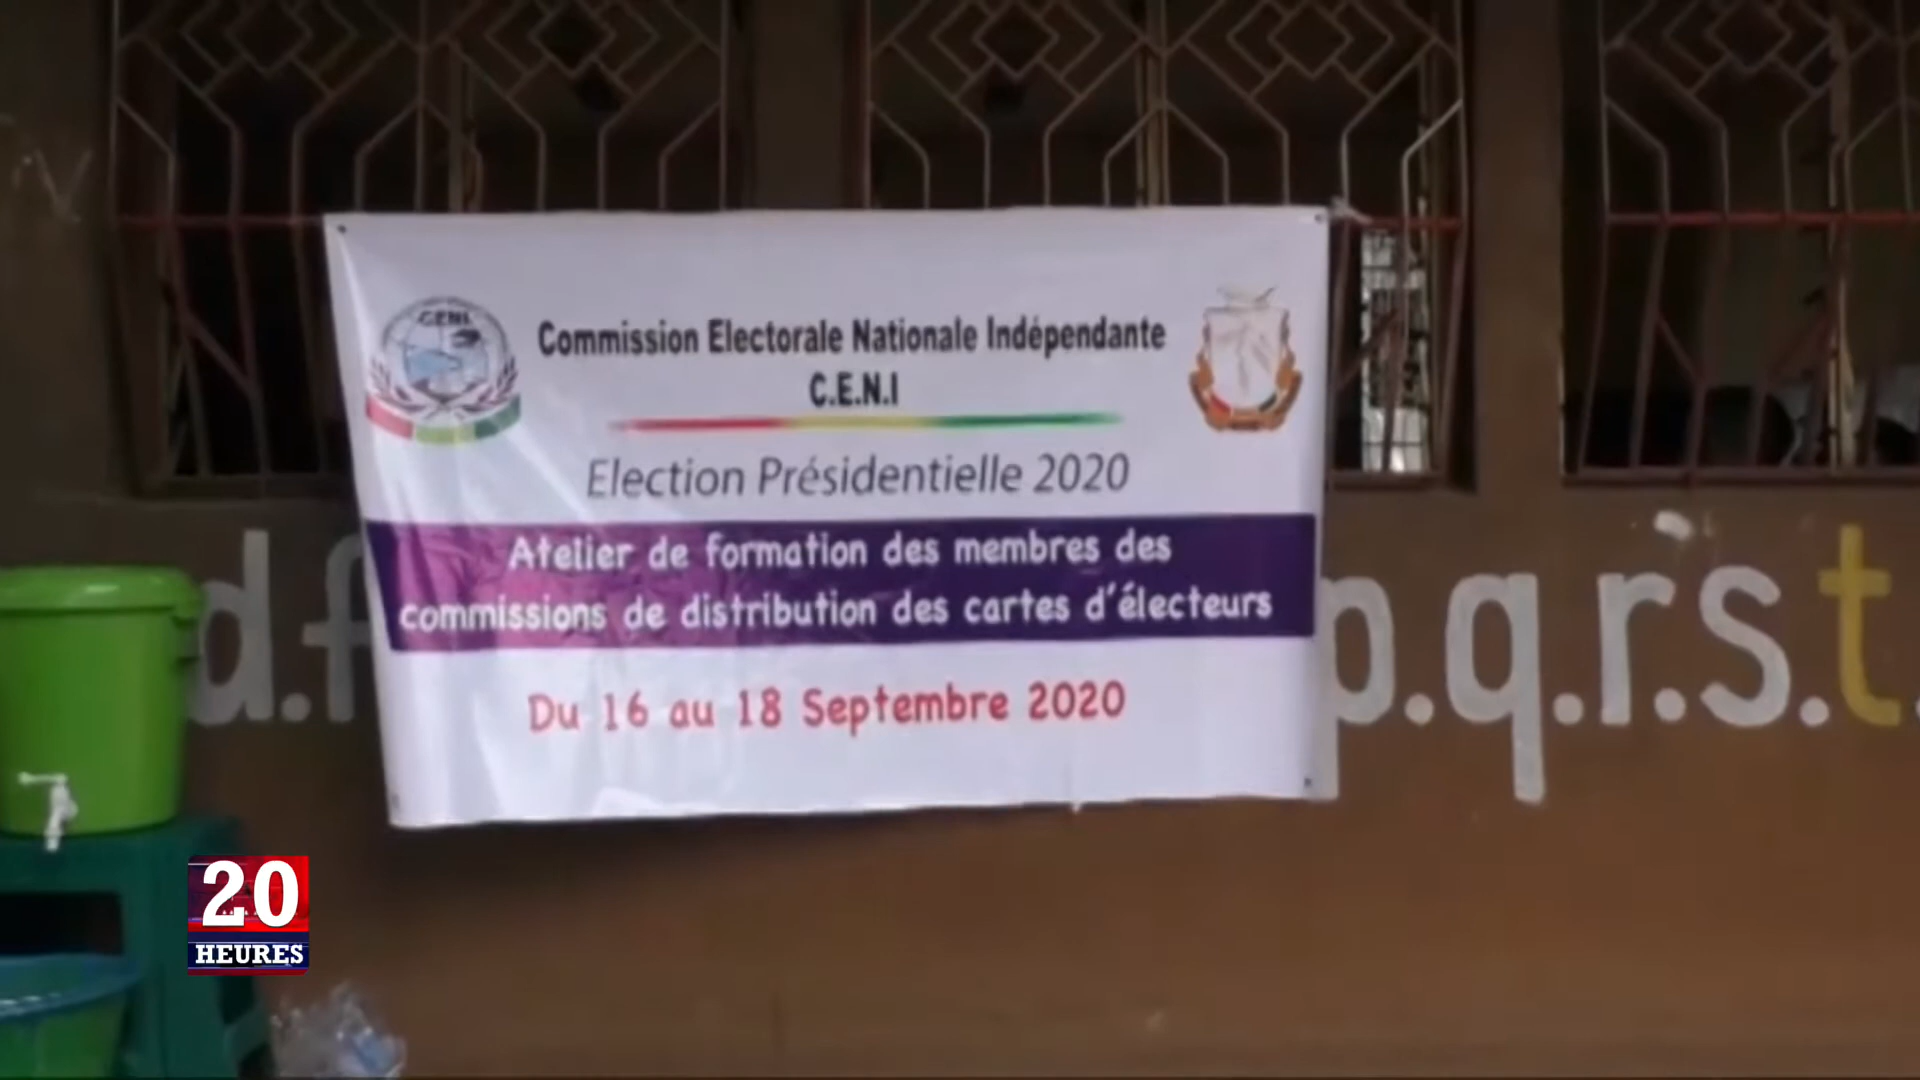 C.E.N.I
Commission Electorale Nationale Indépendante
C.E.N.I
Election Présidentielle 2020
Atelier de formation des membres des
commissions de distribution des cartes d'électeurs
Du 16 au 18 Septembre 2020
d.f
p.q.r.s.t.
20
HEURES